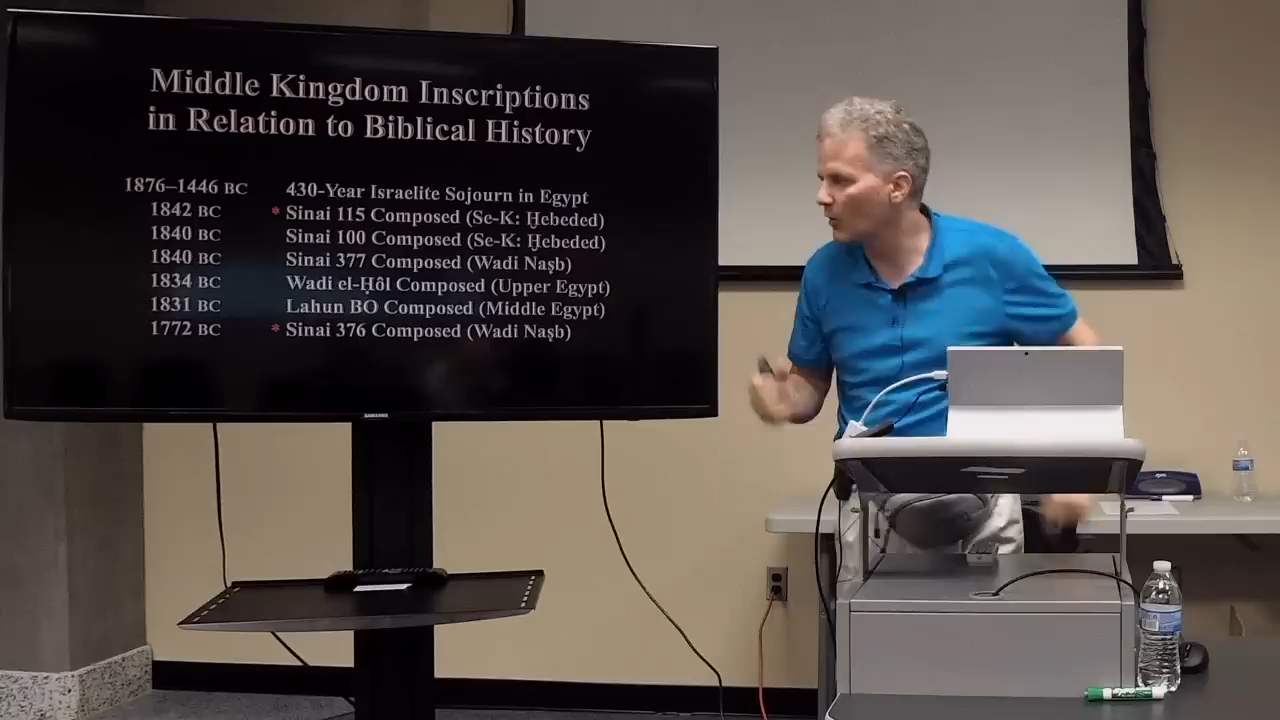 Middle Kingdom Inscriptions
in Relation to Biblical History
1876–1446 BC 430-Year Israelite Sojourn in Egypt
1842 BC * Sinai 115 Composed (Se-K: Ḫebeded)
1840 BC Sinai 100 Composed (Se-K: Ḫebeded)
1840 BC Sinai 377 Composed (Wadi Naṣb)
1834 BC Wadi el-Ḥôl Composed (Upper Egypt)
1831 BC Lahun BO Composed (Middle Egypt)
1772 BC * Sinai 376 Composed (Wadi Naṣb)
SAMSUNG